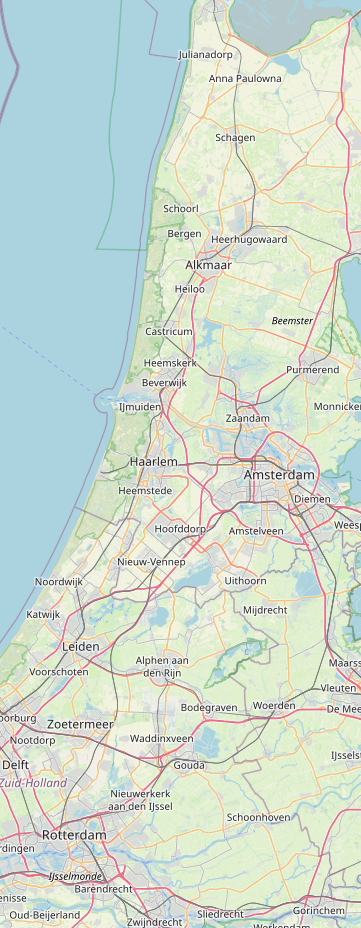 Julianadorp
Anna Paulowna
Schagen
Schoorl
Bergen
Heerhugowaard
Alkmaar
Heiloo
Beemster
Castricum
Heemskerk
Purmerend
Beverwijk
IJmuiden
Monnicke
Zaandam
Haarlem
Amsterdam
Heemstede
Diemen
Weesp
Hoofddorp
Amstelveen
Nieuw-Vennep
Noordwijk
Uithoorn
Katwijk
Mijdrecht
Leiden
Voorschoten
Alphen aan
den Rijn
Maarss
Vleuten
Bodegraven
Woerden
De Mee
oorburg
Zoetermeer
Nootdorp
Waddinxveen
IJsselst
Delft
Gouda
Zuid-Holland
Nieuwerkerk
aan den IJssel
Schoonhoven
Rotterdam
rdingen
IJsselmonde
Barendrecht
enisse
Oud-Beijerland
Zwijndrecht
Sliedrecht
Gorinchem
Werkendam